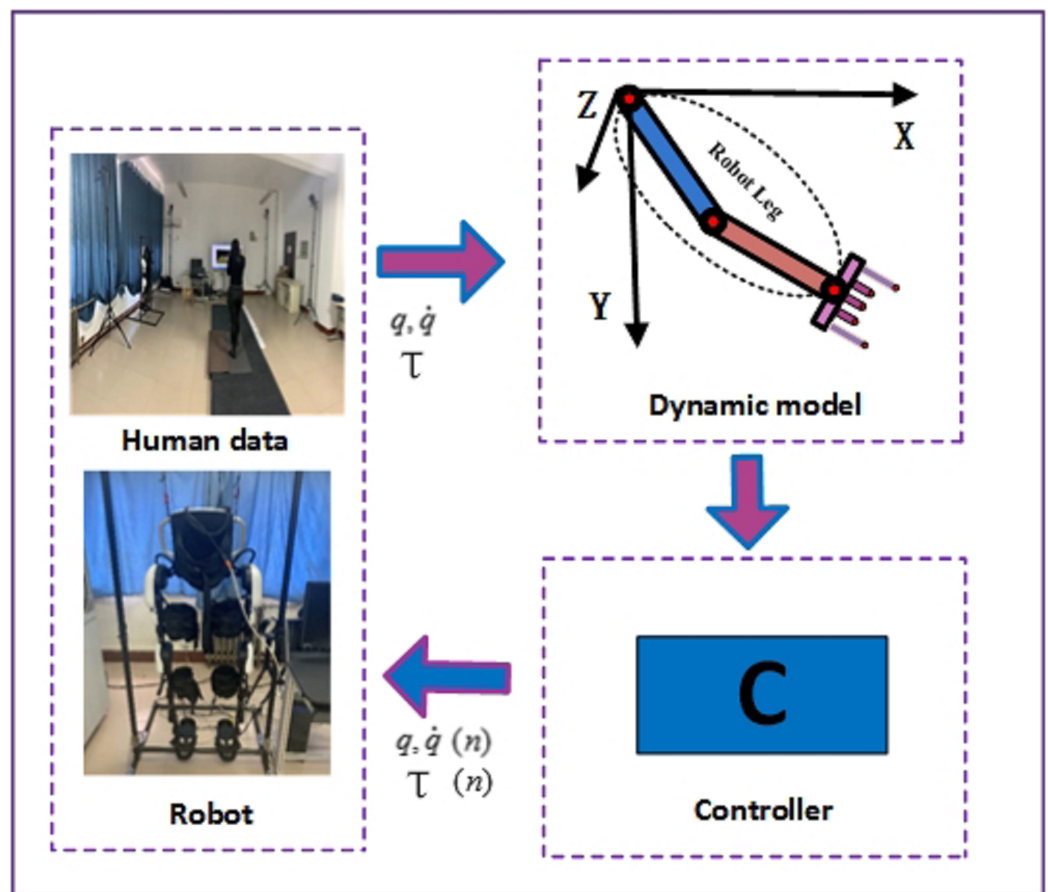 Z
X
Robot Leg
Y
Dynamic model
q, q̇
τ
Human data
C
Controller
q, q̇ (n)
τ (n)
Robot